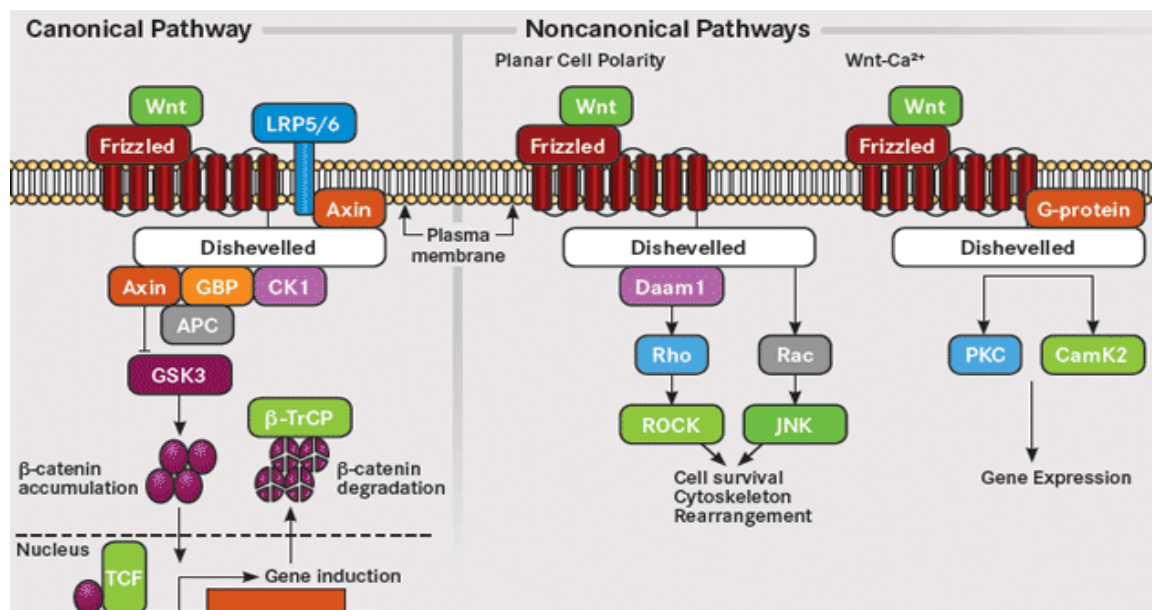 Canonical Pathway
Noncanonical Pathways
Planar Cell Polarity
Wnt-Ca²⁺
Wnt
LRP5/6
Frizzled
Axin
Dishevelled
Axin
GBP
CK1
APC
GSK3
β-TrCP
β-catenin
accumulation
β-catenin
degradation
Nucleus
TCF
Gene induction
Plasma
membrane
Wnt
Frizzled
Dishevelled
Daam1
Rho
Rac
ROCK
JNK
Cell survival
Cytoskeleton
Rearrangement
Wnt
Frizzled
G-protein
Dishevelled
PKC
CamK2
Gene Expression